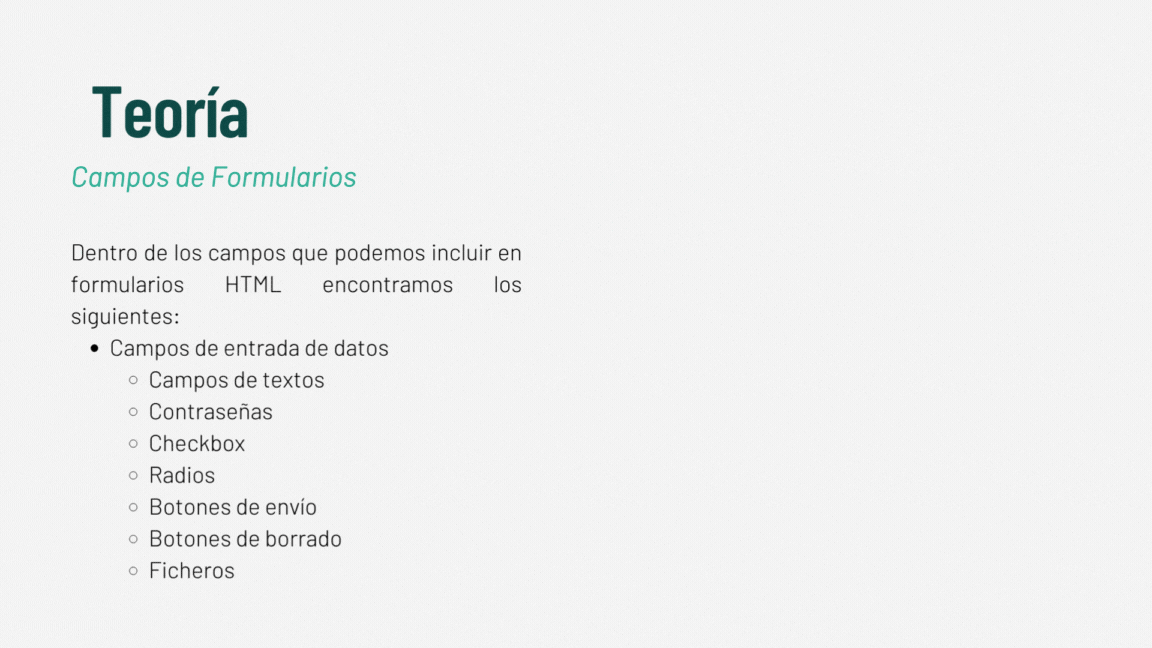 Teoría
Campos de Formularios
Dentro de los campos que podemos incluir en
formularios HTML encontramos los
siguientes:
• Campos de entrada de datos
○ Campos de textos
○ Contraseñas
○ Checkbox
○ Radios
○ Botones de envío
○ Botones de borrado
○ Ficheros